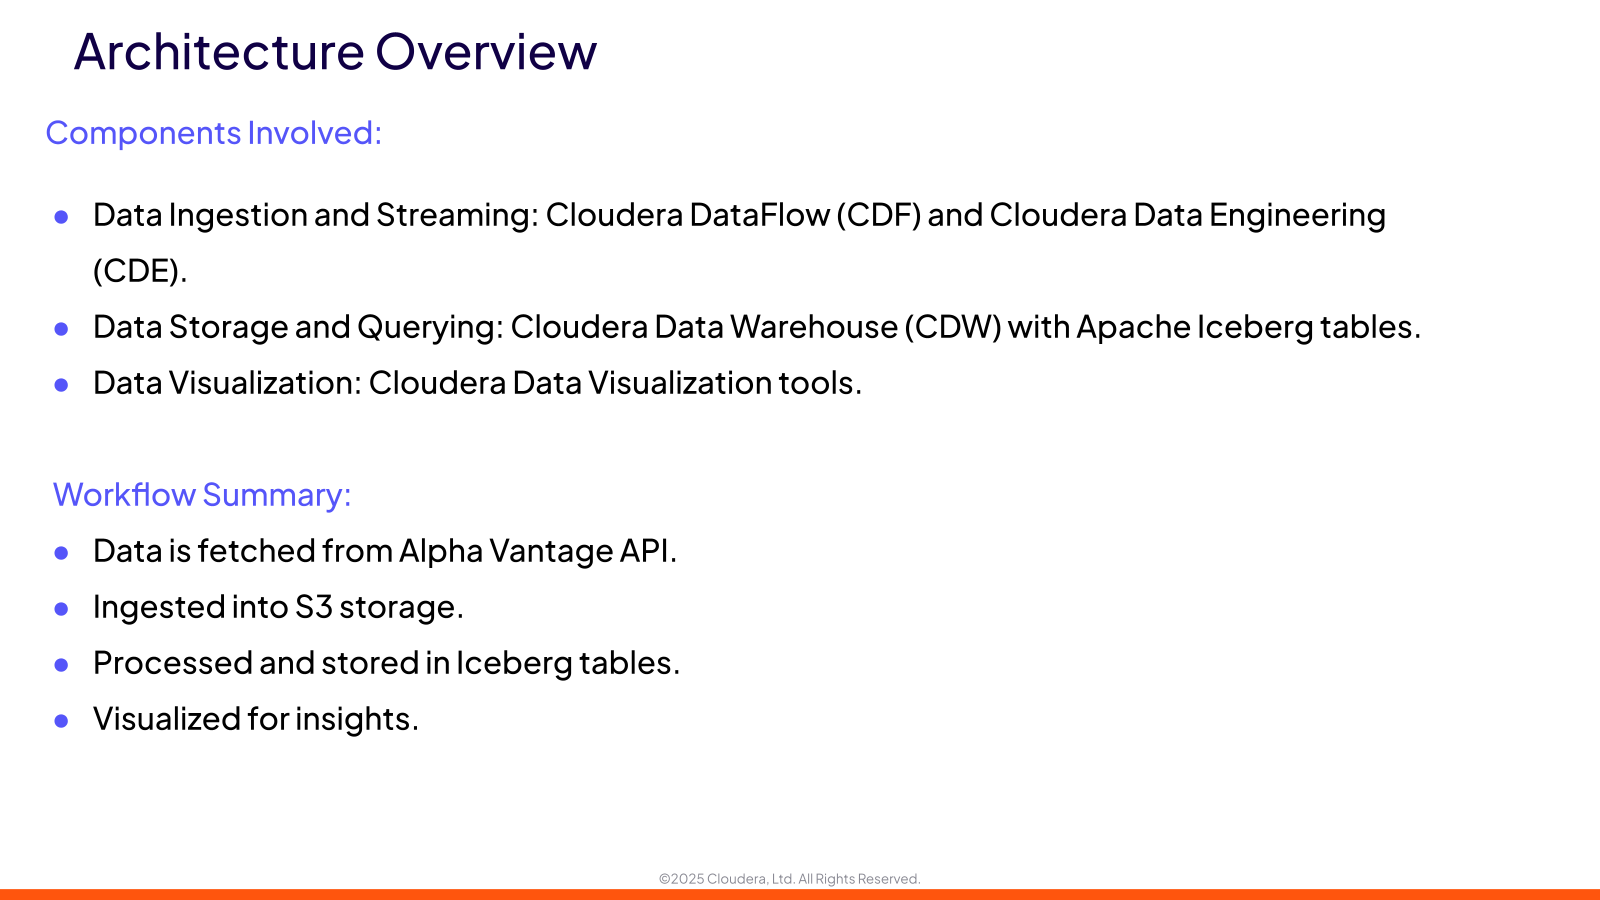 Architecture Overview
Components Involved:
● Data Ingestion and Streaming: Cloudera DataFlow (CDF) and Cloudera Data Engineering
(CDE).
● Data Storage and Querying: Cloudera Data Warehouse (CDW) with Apache Iceberg tables.
● Data Visualization: Cloudera Data Visualization tools.
Workflow Summary:
● Data is fetched from Alpha Vantage API.
● Ingested into S3 storage.
● Processed and stored in Iceberg tables.
● Visualized for insights.
©2025 Cloudera, Ltd. All Rights Reserved.